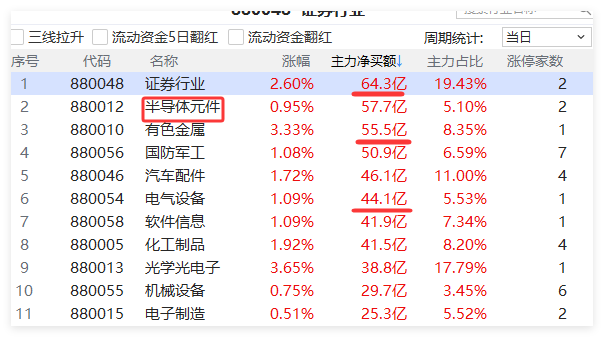 880048 证券行业
三线拉升 流动资金5日翻红 流动资金翻红 周期统计: 当日
序号 代码 名称 涨幅 主力净买额↓ 主力占比 涨停家数
1 880048 证券行业 2.60% 64.3亿 19.43% 2
2 880012 半导体元件 0.95% 57.7亿 5.10% 2
3 880010 有色金属 3.33% 55.5亿 8.35% 1
4 880056 国防军工 1.08% 50.9亿 6.59% 7
5 880046 汽车配件 1.72% 46.1亿 11.00% 4
6 880054 电气设备 1.09% 44.1亿 5.53% 1
7 880058 软件信息 1.09% 41.9亿 7.34% 1
8 880005 化工制品 1.92% 41.5亿 8.20% 4
9 880013 光学光电子 3.65% 38.8亿 17.79% 1
10 880055 机械设备 0.75% 29.7亿 3.45% 6
11 880015 电子制造 0.51% 25.3亿 5.52% 2